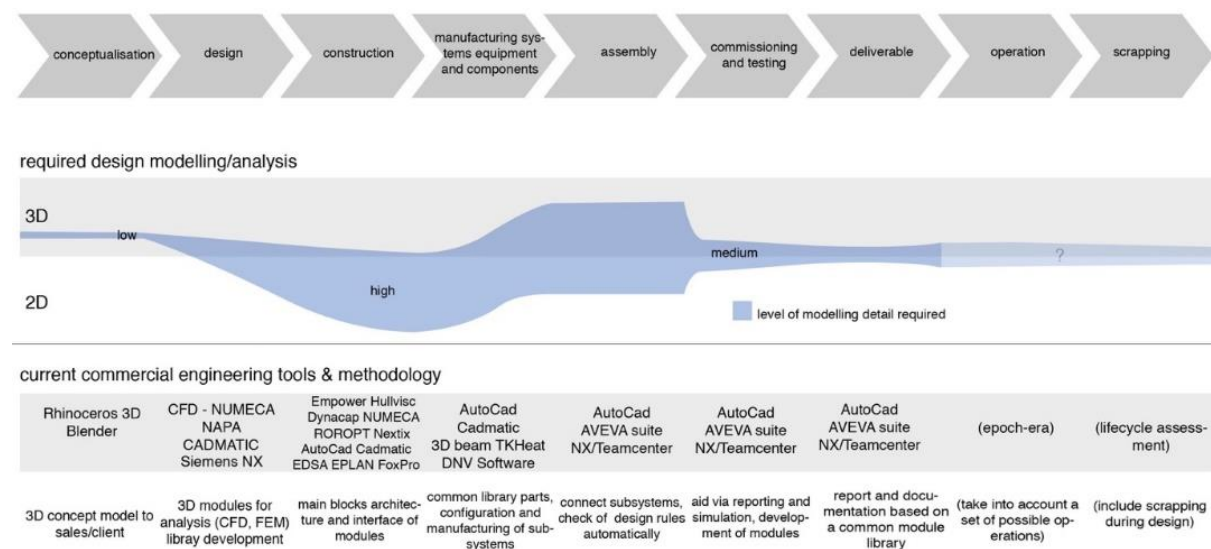 conceptualisation
design
construction
manufacturing sys-
tems equipment
and components
assembly
commissioning
and testing
deliverable
operation
scrapping
required design modelling/analysis
3D
low
high
medium
?
2D
level of modelling detail required
current commercial engineering tools & methodology
Rhinoceros 3D
Blender
CFD - NUMECA
NAPA
CADMATIC
Siemens NX
Empower Hullvisc
Dynacap NUMECA
ROROPT Nextix
AutoCad Cadmatic
EDSA EPLAN FoxPro
AutoCad
Cadmatic
3D beam TKHeat
DNV Software
AutoCad
AVEVA suite
NX/Teamcenter
AutoCad
AVEVA suite
NX/Teamcenter
AutoCad
AVEVA suite
NX/Teamcenter
(epoch-era)
(lifecycle assess-
ment)
3D concept model to
sales/client
3D modules for
analysis (CFD, FEM)
libray development
main blocks architec-
ture and interface of
modules
common library parts,
configuration and
manufacturing of sub-
systems
connect subsystems,
check of design rules
automatically
aid via reporting and
simulation, develop-
ment of modules
report and docu-
mentation based on
a common module
library
(take into account a
set of possible op-
erations)
(include scrapping
during design)